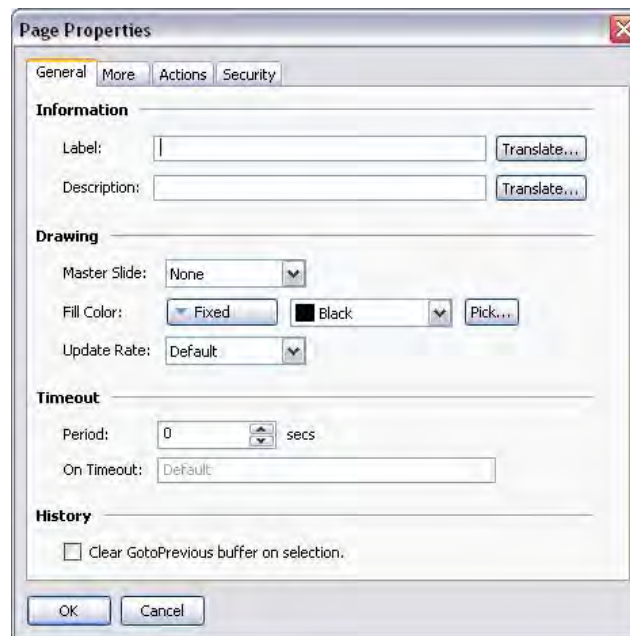 Page Properties
General More Actions Security
Information
Label: Translate...
Description: Translate...
Drawing
Master Slide: None
Fill Color: Fixed Black Pick...
Update Rate: Default
Timeout
Period: 0 secs
On Timeout: Default
History
Clear GotoPrevious buffer on selection.
OK Cancel